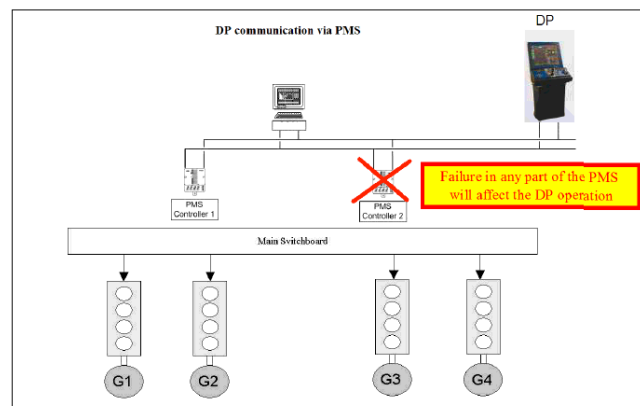 DP communication via PMS
DP
Failure in any part of the PMS
will affect the DP operation
PMS
Controller 1
PMS
Controller 2
Main Switchboard
G1
G2
G3
G4